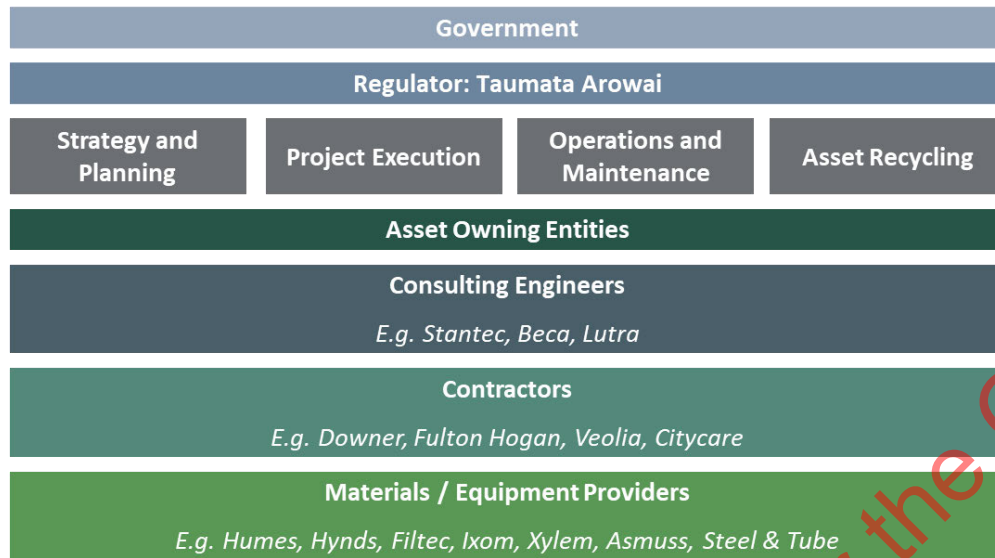 Government
Regulator: Taumata Arowai
Strategy and
Planning
Project Execution
Operations and
Maintenance
Asset Recycling
Asset Owning Entities
Consulting Engineers
E.g. Stantec, Beca, Lutra
Contractors
E.g. Downer, Fulton Hogan, Veolia, Citycare
Materials / Equipment Providers
E.g. Humes, Hynds, Filtec, Ixom, Xylem, Asmuss, Steel & Tube
the